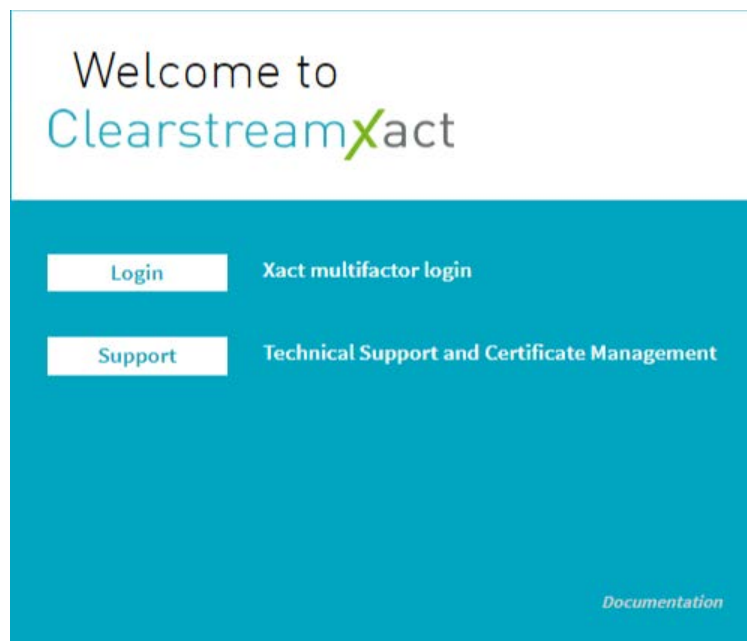 Welcome to
ClearstreamXact
Login
Xact multifactor login
Support
Technical Support and Certificate Management
Documentation